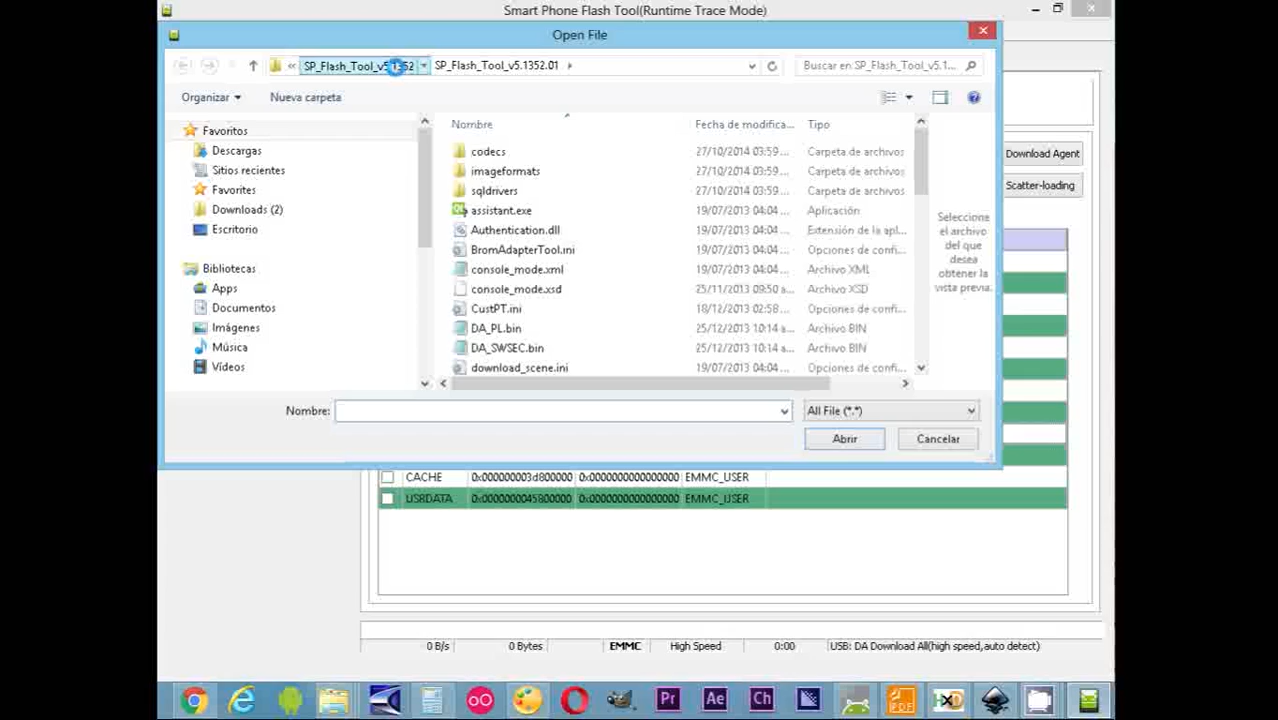 Smart Phone Flash Tool(Runtime Trace Mode)
Open File
« SP_Flash_Tool_v5.1352 SP_Flash_Tool_v5.1352.01
Buscar en: SP_Flash_Tool_v5.1...
Organizar Nueva carpeta
Favoritos
Descargas
Sitios recientes
Favorites
Downloads (2)
Escritorio
Bibliotecas
Apps
Documentos
Imágenes
Música
Vídeos
Nombre Fecha de modifica... Tipo
codecs 27/10/2014 03:59... Carpeta de archivos
imageformats 27/10/2014 03:59... Carpeta de archivos
sqldrivers 27/10/2014 03:59... Carpeta de archivos
assistant.exe 19/07/2013 04:04... Aplicación
Authentication.dll 19/07/2013 04:04... Extensión de la apl...
BromAdapterTool.ini 19/07/2013 04:04... Opciones de confi...
console_mode.xml 19/07/2013 04:04... Archivo XML
console_mode.xsd 25/11/2013 09:50 a... Archivo XSD
CustPT.ini 18/12/2013 02:58... Opciones de confi...
DA_PL.bin 25/12/2013 10:14 a... Archivo BIN
DA_SWSEC.bin 25/12/2013 10:14 a... Archivo BIN
download_scene.ini 19/07/2013 04:04... Opciones de confi...
Seleccione
el archivo
del que
desea
obtener la
vista previa.
Nombre:
All File (*.*)
Abrir Cancelar
Download Agent
Scatter-loading
CACHE 0x000000003d800000 0x0000000000000000 EMMC_USER
USRDATA 0x0000000045800000 0x0000000000000000 EMMC_USER
0 B/s 0 Bytes EMMC High Speed 0:00 USB: DA Download All(high speed,auto detect)
Pr Ae Ch
PDF